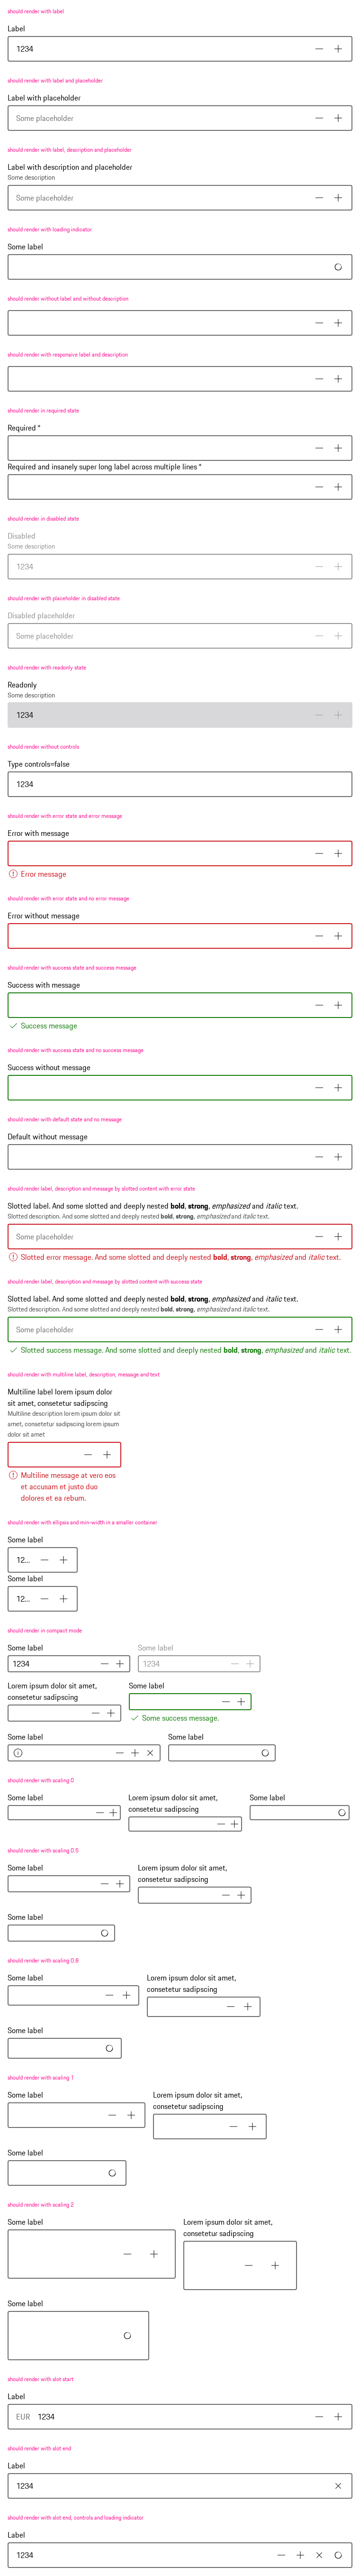 should render with label
Label
1234
should render with label and placeholder
Label with placeholder
Some placeholder
should render with label, description and placeholder
Label with description and placeholder
Some description
Some placeholder
should render with loading indicator
Some label
should render without label and without description
should render with responsive label and description
should render in required state
Required *
Required and insanely super long label across multiple lines *
should render in disabled state
Disabled
Some description
1234
should render with placeholder in disabled state
Disabled placeholder
Some placeholder
should render with readonly state
Readonly
Some description
1234
should render without controls
Type controls=false
1234
should render with error state and error message
Error with message
Error message
should render with error state and no error message
Error without message
should render with success state and success message
Success with message
Success message
should render with success state and no success message
Success without message
should render with default state and no message
Default without message
should render label, description and message by slotted content with error state
Slotted label. And some slotted and deeply nested bold, strong, emphasized and italic text.
Slotted description. And some slotted and deeply nested bold, strong, emphasized and italic text.
Some placeholder
Slotted error message. And some slotted and deeply nested bold, strong, emphasized and italic text.
should render label, description and message by slotted content with success state
Slotted label. And some slotted and deeply nested bold, strong, emphasized and italic text.
Slotted description. And some slotted and deeply nested bold, strong, emphasized and italic text.
Some placeholder
Slotted success message. And some slotted and deeply nested bold, strong, emphasized and italic text.
should render with multiline label, description, message and text
Multiline label lorem ipsum dolor
sit amet, consetetur sadipscing
Multiline description lorem ipsum dolor sit
amet, consetetur sadipscing lorem ipsum
dolor sit amet
Multiline message at vero eos
et accusam et justo duo
dolores et ea rebum.
should render with ellipsis and min-width in a smaller container
Some label
12...
Some label
12...
should render in compact mode
Some label
1234
Some label
1234
Lorem ipsum dolor sit amet,
consetetur sadipscing
Some label
Some success message.
Some label
Some label
should render with scaling 0
Some label
Lorem ipsum dolor sit amet,
consetetur sadipscing
Some label
should render with scaling 0.5
Some label
Lorem ipsum dolor sit amet,
consetetur sadipscing
Some label
should render with scaling 0.8
Some label
Lorem ipsum dolor sit amet,
consetetur sadipscing
Some label
should render with scaling 1
Some label
Lorem ipsum dolor sit amet,
consetetur sadipscing
Some label
should render with scaling 2
Some label
Lorem ipsum dolor sit amet,
consetetur sadipscing
Some label
should render with slot start
Label
EUR 1234
should render with slot end
Label
1234
should render with slot end, controls and loading indicator
Label
1234